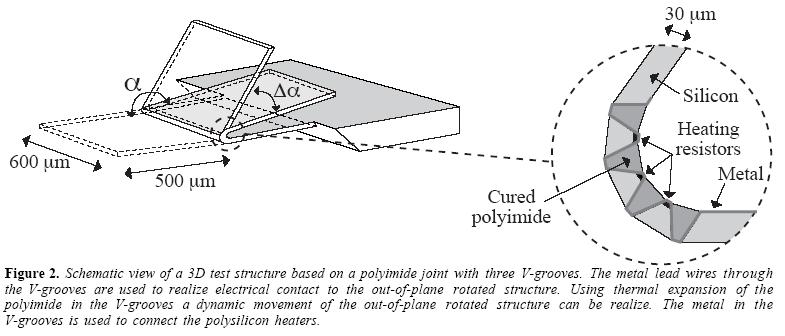 30 µm
α
Δα
Silicon
Heating
resistors
Metal
600 µm
500 µm
Cured
polyimide
Figure 2. Schematic view of a 3D test structure based on a polyimide joint with three V-grooves. The metal lead wires through
the V-grooves are used to realize electrical contact to the out-of-plane rotated structure. Using thermal expansion of the
polyimide in the V-grooves a dynamic movement of the out-of-plane rotated structure can be realize. The metal in the
V-grooves is used to connect the polysilicon heaters.